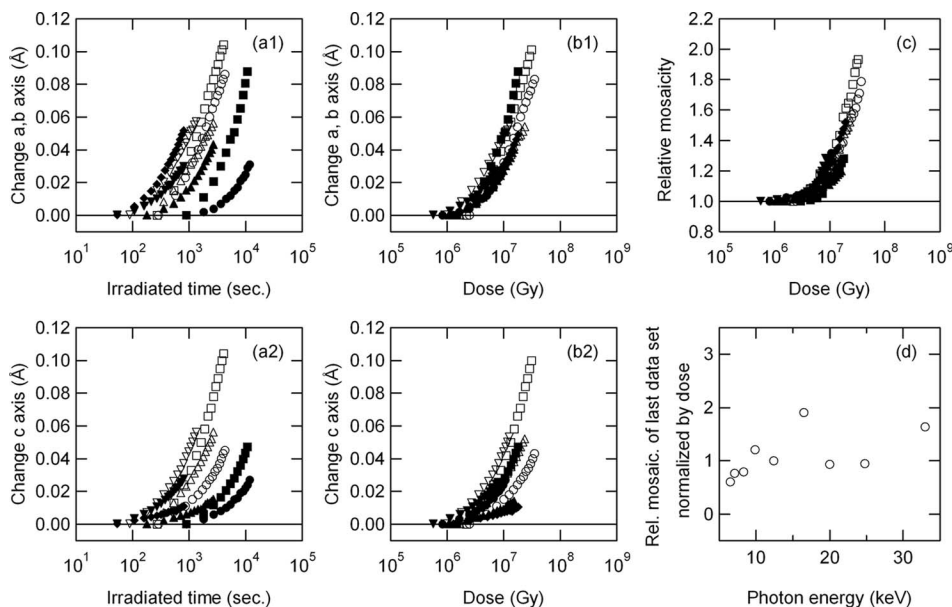 (a1)
Change a,b axis (Å)
0.12
0.10
0.08
0.06
0.04
0.02
0.00
10¹ 10² 10³ 10⁴ 10⁵
Irradiated time (sec.)
(b1)
Change a, b axis (Å)
0.12
0.10
0.08
0.06
0.04
0.02
0.00
10⁵ 10⁶ 10⁷ 10⁸ 10⁹
Dose (Gy)
(c)
Relative mosaicity
2.2
2.0
1.8
1.6
1.4
1.2
1.0
0.8
10⁵ 10⁶ 10⁷ 10⁸ 10⁹
Dose (Gy)
(a2)
Change c axis (Å)
0.12
0.10
0.08
0.06
0.04
0.02
0.00
10¹ 10² 10³ 10⁴ 10⁵
Irradiated time (sec.)
(b2)
Change c axis (Å)
0.12
0.10
0.08
0.06
0.04
0.02
0.00
10⁵ 10⁶ 10⁷ 10⁸ 10⁹
Dose (Gy)
(d)
Rel. mosaic. of last data set
normalized by dose
3
2
1
0
10 20 30
Photon energy (keV)